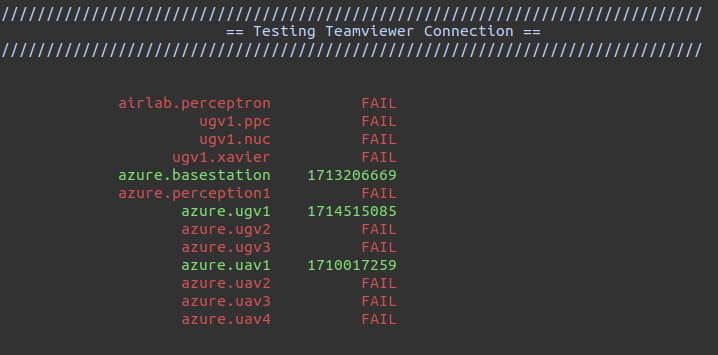 //////////////////////////////////////////////////////////////////////////////
== Testing Teamviewer Connection ==
//////////////////////////////////////////////////////////////////////////////
airlab.perceptron FAIL
ugv1.ppc FAIL
ugv1.nuc FAIL
ugv1.xavier FAIL
azure.basestation 1713206669
azure.perception1 FAIL
azure.ugv1 1714515085
azure.ugv2 FAIL
azure.ugv3 FAIL
azure.uav1 1710017259
azure.uav2 FAIL
azure.uav3 FAIL
azure.uav4 FAIL